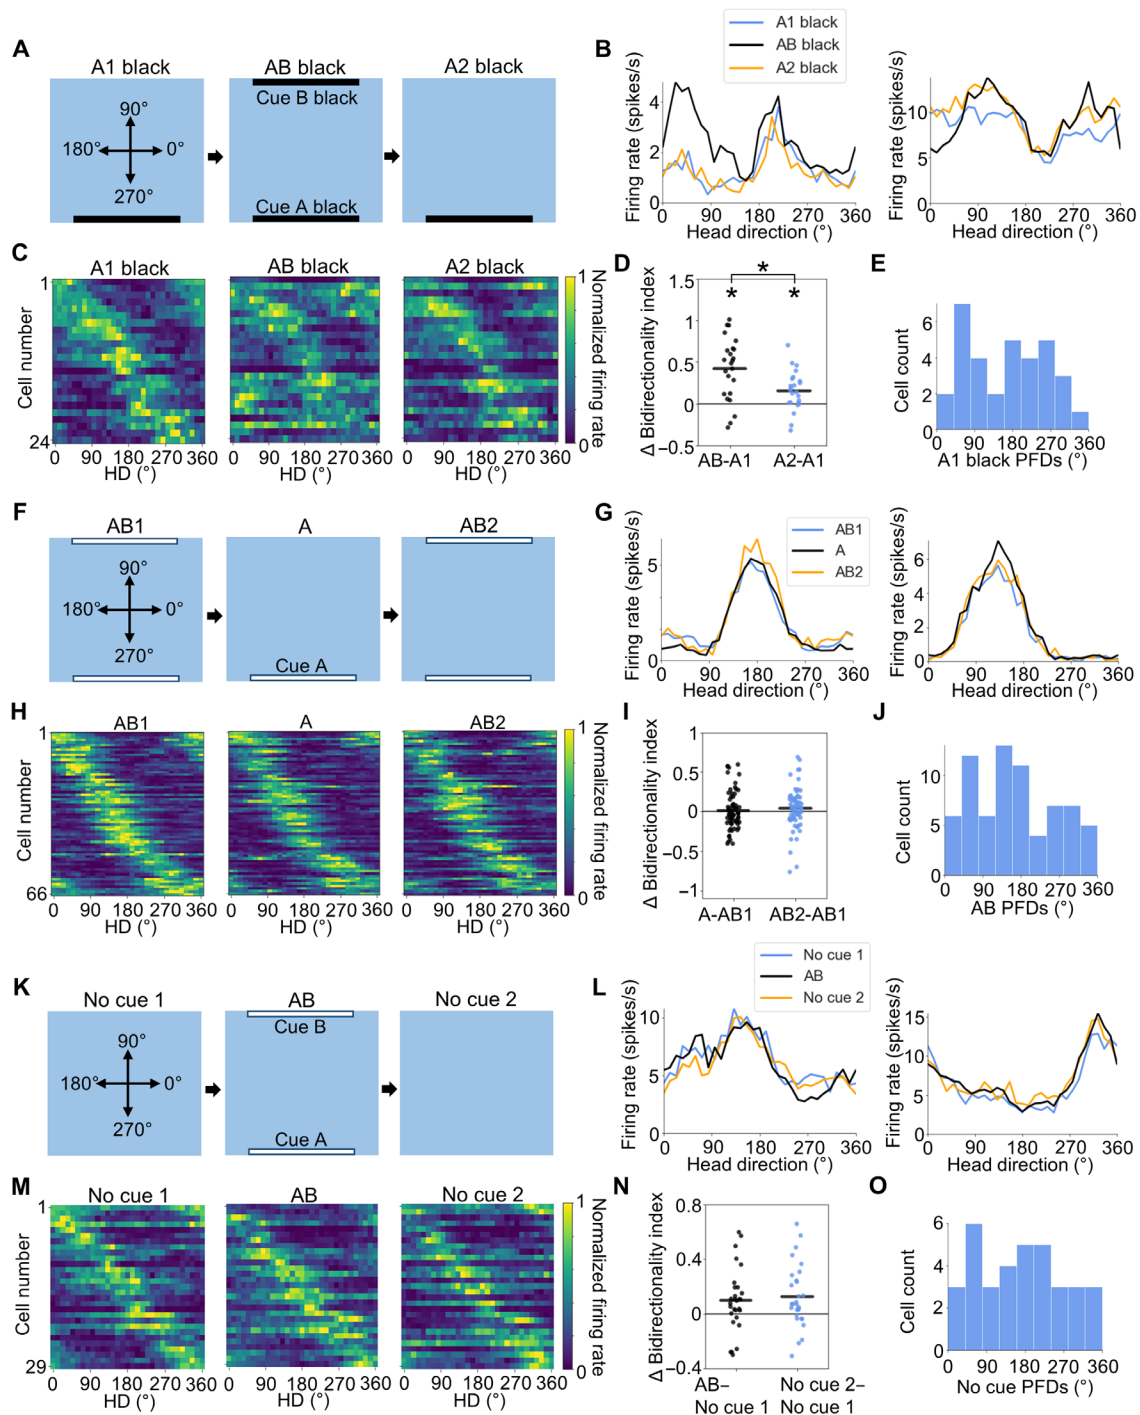 A
A1 black
AB black
A2 black
90°
180°
0°
270°
Cue B black
Cue A black
B
A1 black
AB black
A2 black
Firing rate (spikes/s)
4
2
0
0 90 180 270 360
Head direction (°)
Firing rate (spikes/s)
10
5
0
0 90 180 270 360
Head direction (°)
C
A1 black
AB black
A2 black
Cell number
1
24
0 90 180 270 360
HD (°)
0 90 180 270 360
HD (°)
0 90 180 270 360
HD (°)
1
0
Normalized firing rate
D
Δ Bidirectionality index
1.5
1
0.5
0
−0.5
*
*
*
AB-A1
A2-A1
E
Cell count
6
4
2
0
0 90 180 270 360
A1 black PFDs (°)
F
AB1
A
AB2
90°
180°
0°
270°
Cue A
G
AB1
A
AB2
Firing rate (spikes/s)
5
0
0 90 180 270 360
Head direction (°)
Firing rate (spikes/s)
6
4
2
0
0 90 180 270 360
Head direction (°)
H
AB1
A
AB2
Cell number
1
66
0 90 180 270 360
HD (°)
0 90 180 270 360
HD (°)
0 90 180 270 360
HD (°)
1
0
Normalized firing rate
I
Δ Bidirectionality index
1
0.5
0
−0.5
−1
A-AB1
AB2-AB1
J
Cell count
10
5
0
0 90 180 270 360
AB PFDs (°)
K
No cue 1
AB
No cue 2
90°
180°
0°
270°
Cue B
Cue A
L
No cue 1
AB
No cue 2
Firing rate (spikes/s)
10
5
0
0 90 180 270 360
Head direction (°)
Firing rate (spikes/s)
15
10
5
0
0 90 180 270 360
Head direction (°)
M
No cue 1
AB
No cue 2
Cell number
1
29
0 90 180 270 360
HD (°)
0 90 180 270 360
HD (°)
0 90 180 270 360
HD (°)
1
0
Normalized firing rate
N
Δ Bidirectionality index
0.8
0.4
0
−0.4
AB–
No cue 1
No cue 2–
No cue 1
O
Cell count
6
4
2
0
0 90 180 270 360
No cue PFDs (°)